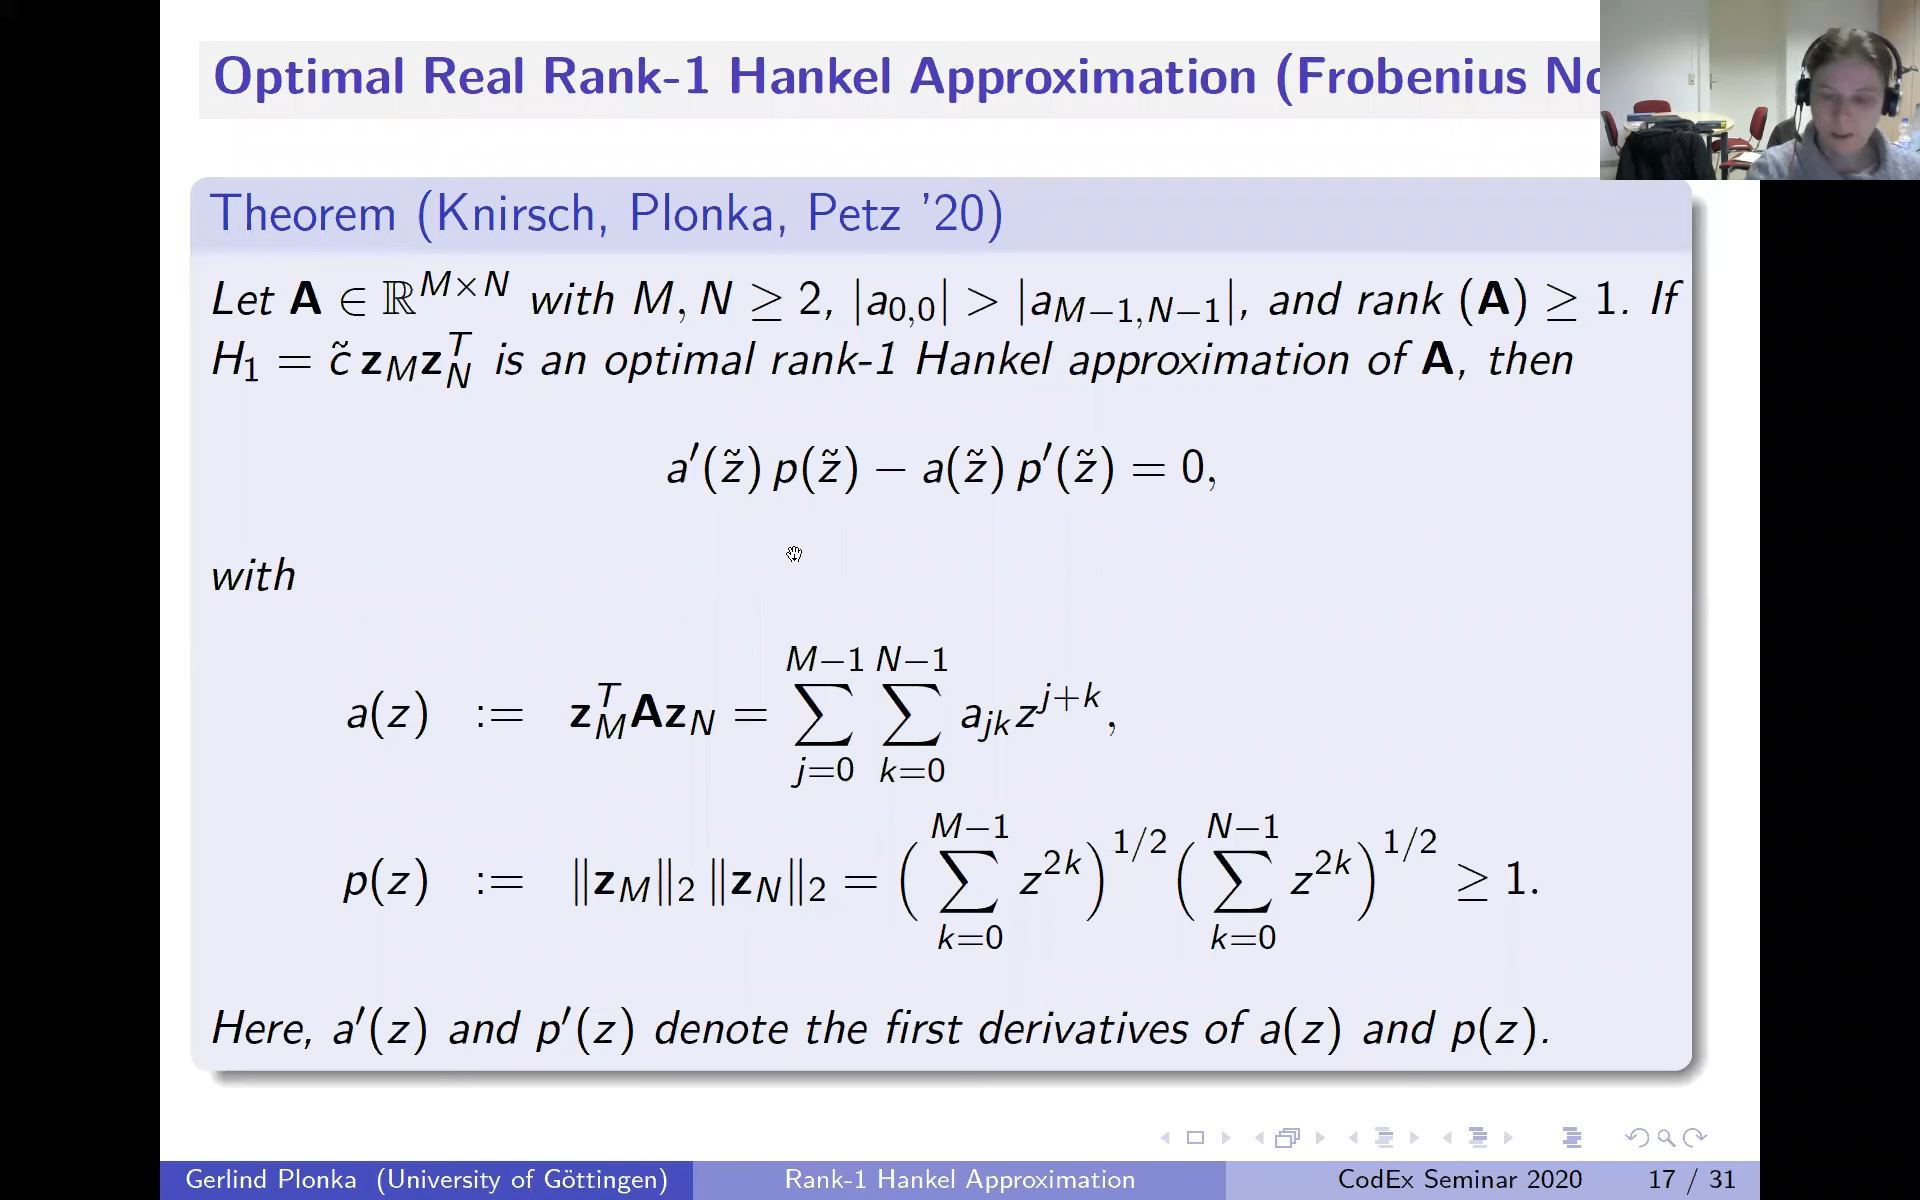 Optimal Real Rank-1 Hankel Approximation (Frobenius No
Theorem (Knirsch, Plonka, Petz '20)
Let A ∈ ℝ^{M×N} with M, N ≥ 2, |a_{0,0}| > |a_{M−1,N−1}|, and rank (A) ≥ 1. If
H_1 = c̃ z_M z_N^T is an optimal rank-1 Hankel approximation of A, then
a′(z̃) p(z̃) − a(z̃) p′(z̃) = 0,
with
a(z) := z_M^T A z_N = ∑_{j=0}^{M−1} ∑_{k=0}^{N−1} a_{jk} z^{j+k},
p(z) := ‖z_M‖_2 ‖z_N‖_2 = (∑_{k=0}^{M−1} z^{2k})^{1/2} (∑_{k=0}^{N−1} z^{2k})^{1/2} ≥ 1.
Here, a′(z) and p′(z) denote the first derivatives of a(z) and p(z).
Gerlind Plonka (University of Göttingen) Rank-1 Hankel Approximation CodEx Seminar 2020 17 / 31